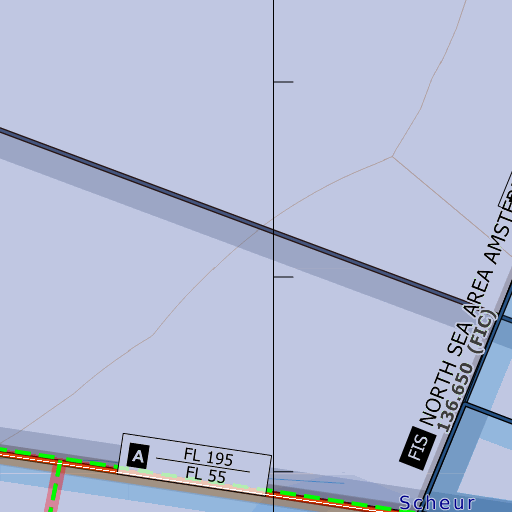 FIS NORTH SEA AREA AMSTE
136.650 (FIC)
A FL 195
FL 55
Scheur